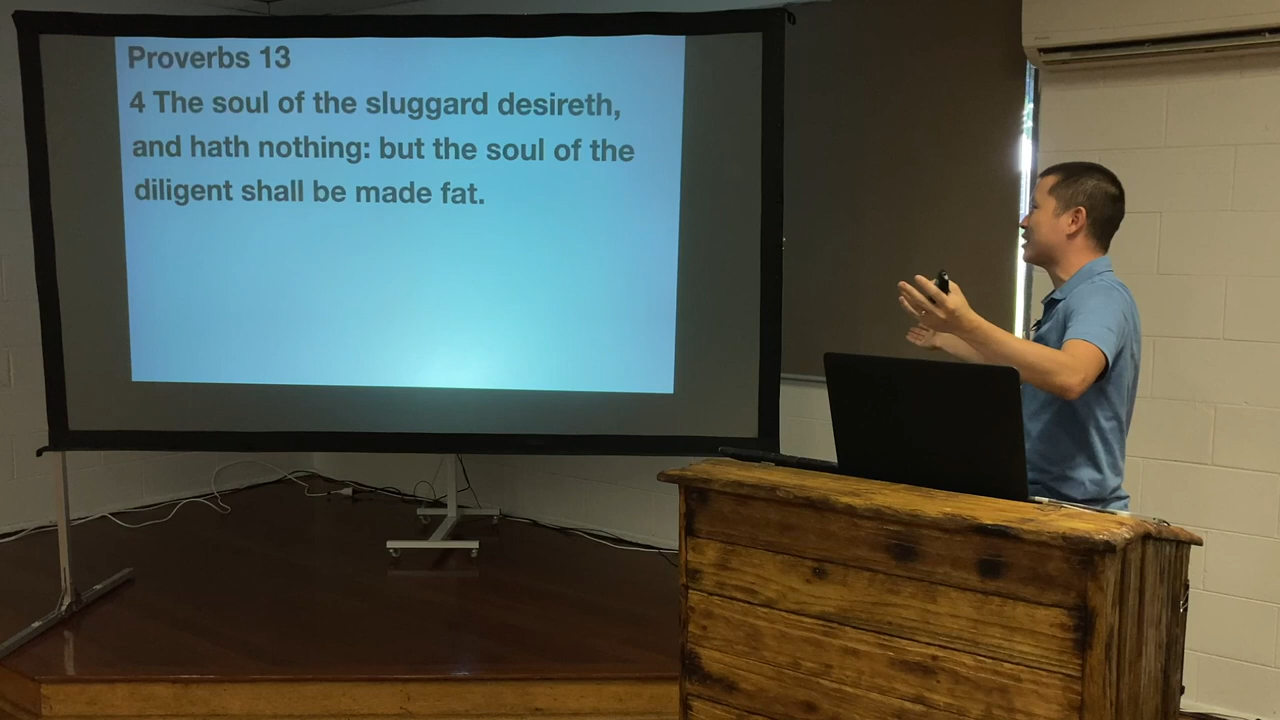 Proverbs 13
4 The soul of the sluggard desireth,
and hath nothing: but the soul of the
diligent shall be made fat.